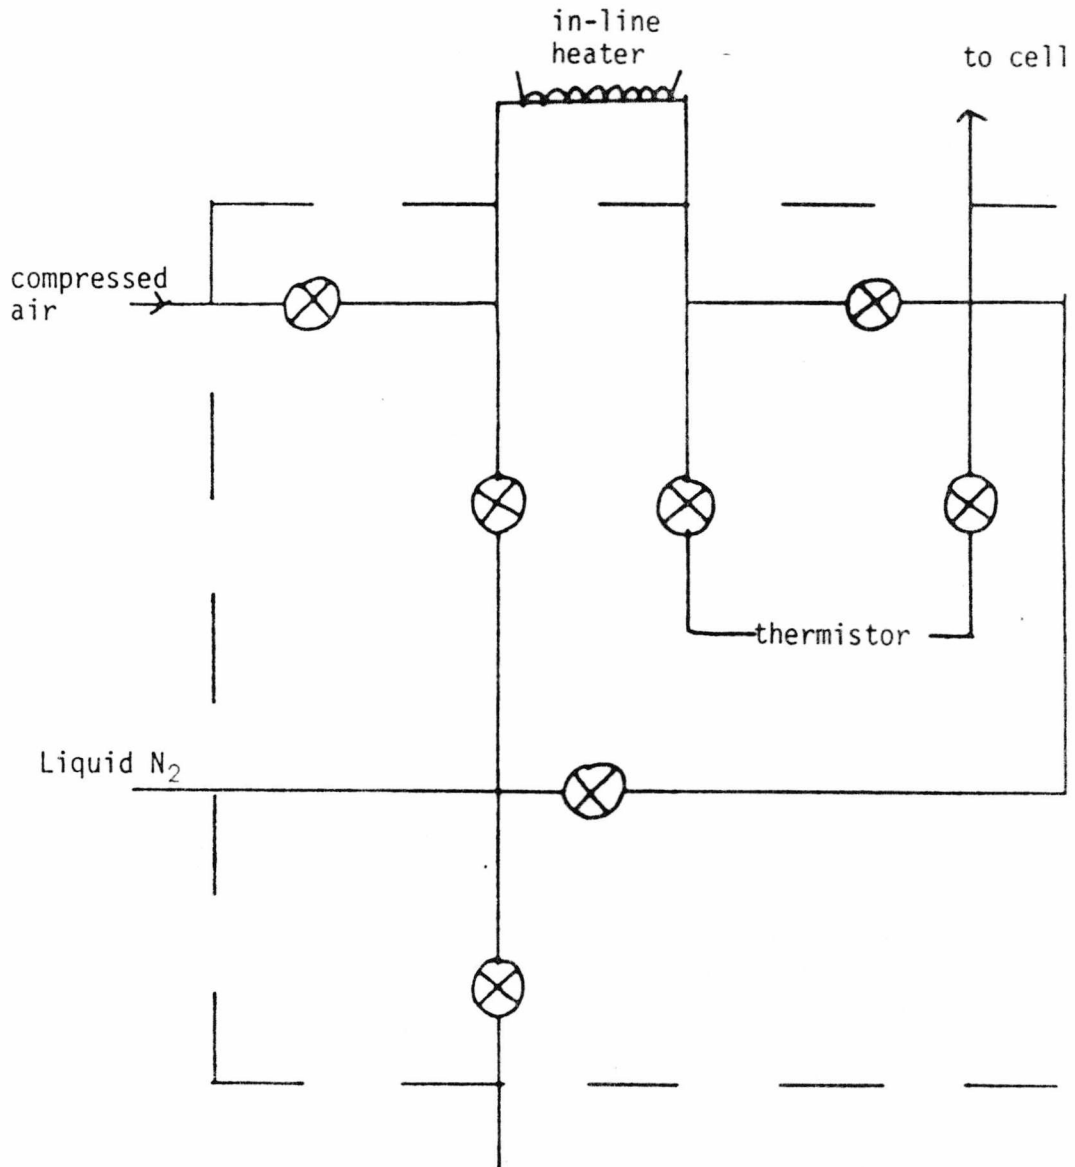 in-line
heater
to cell
compressed
air
thermistor
Liquid N₂